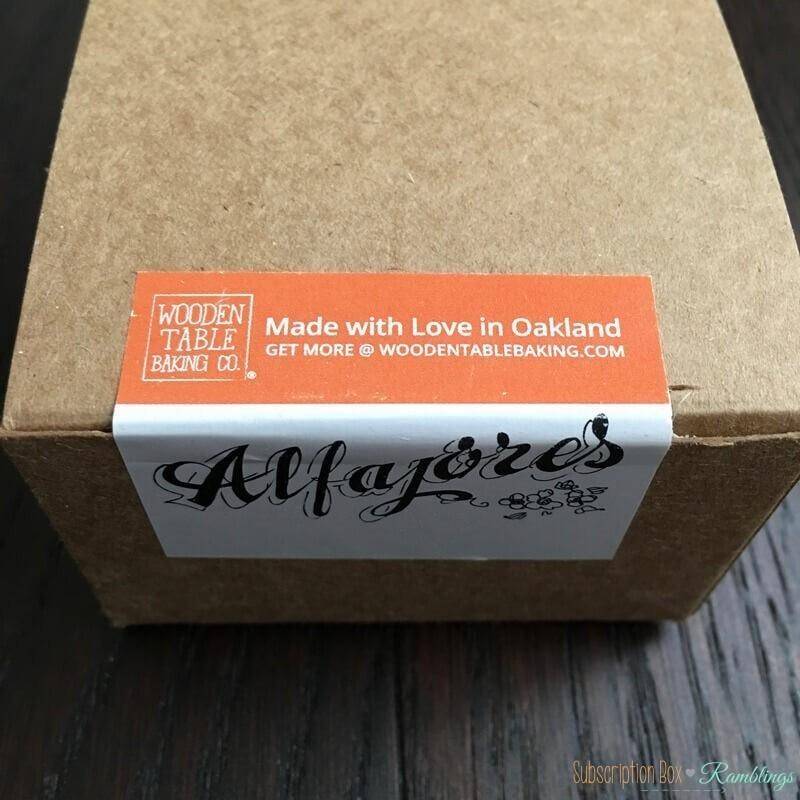 WOODEN
TABLE
BAKING CO.®
Made with Love in Oakland
GET MORE @ WOODENTABLEBAKING.COM
Alfajores
Subscription Box ♥ Ramblings